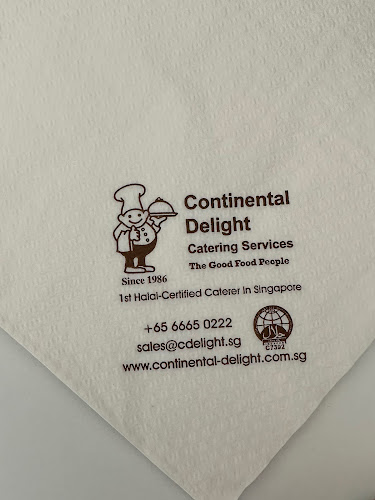 Continental
Delight
Catering Services
The Good Food People
Since 1986
1st Halal-Certified Caterer in Singapore
+65 6665 0222
sales@cdelight.sg
www.continental-delight.com.sg